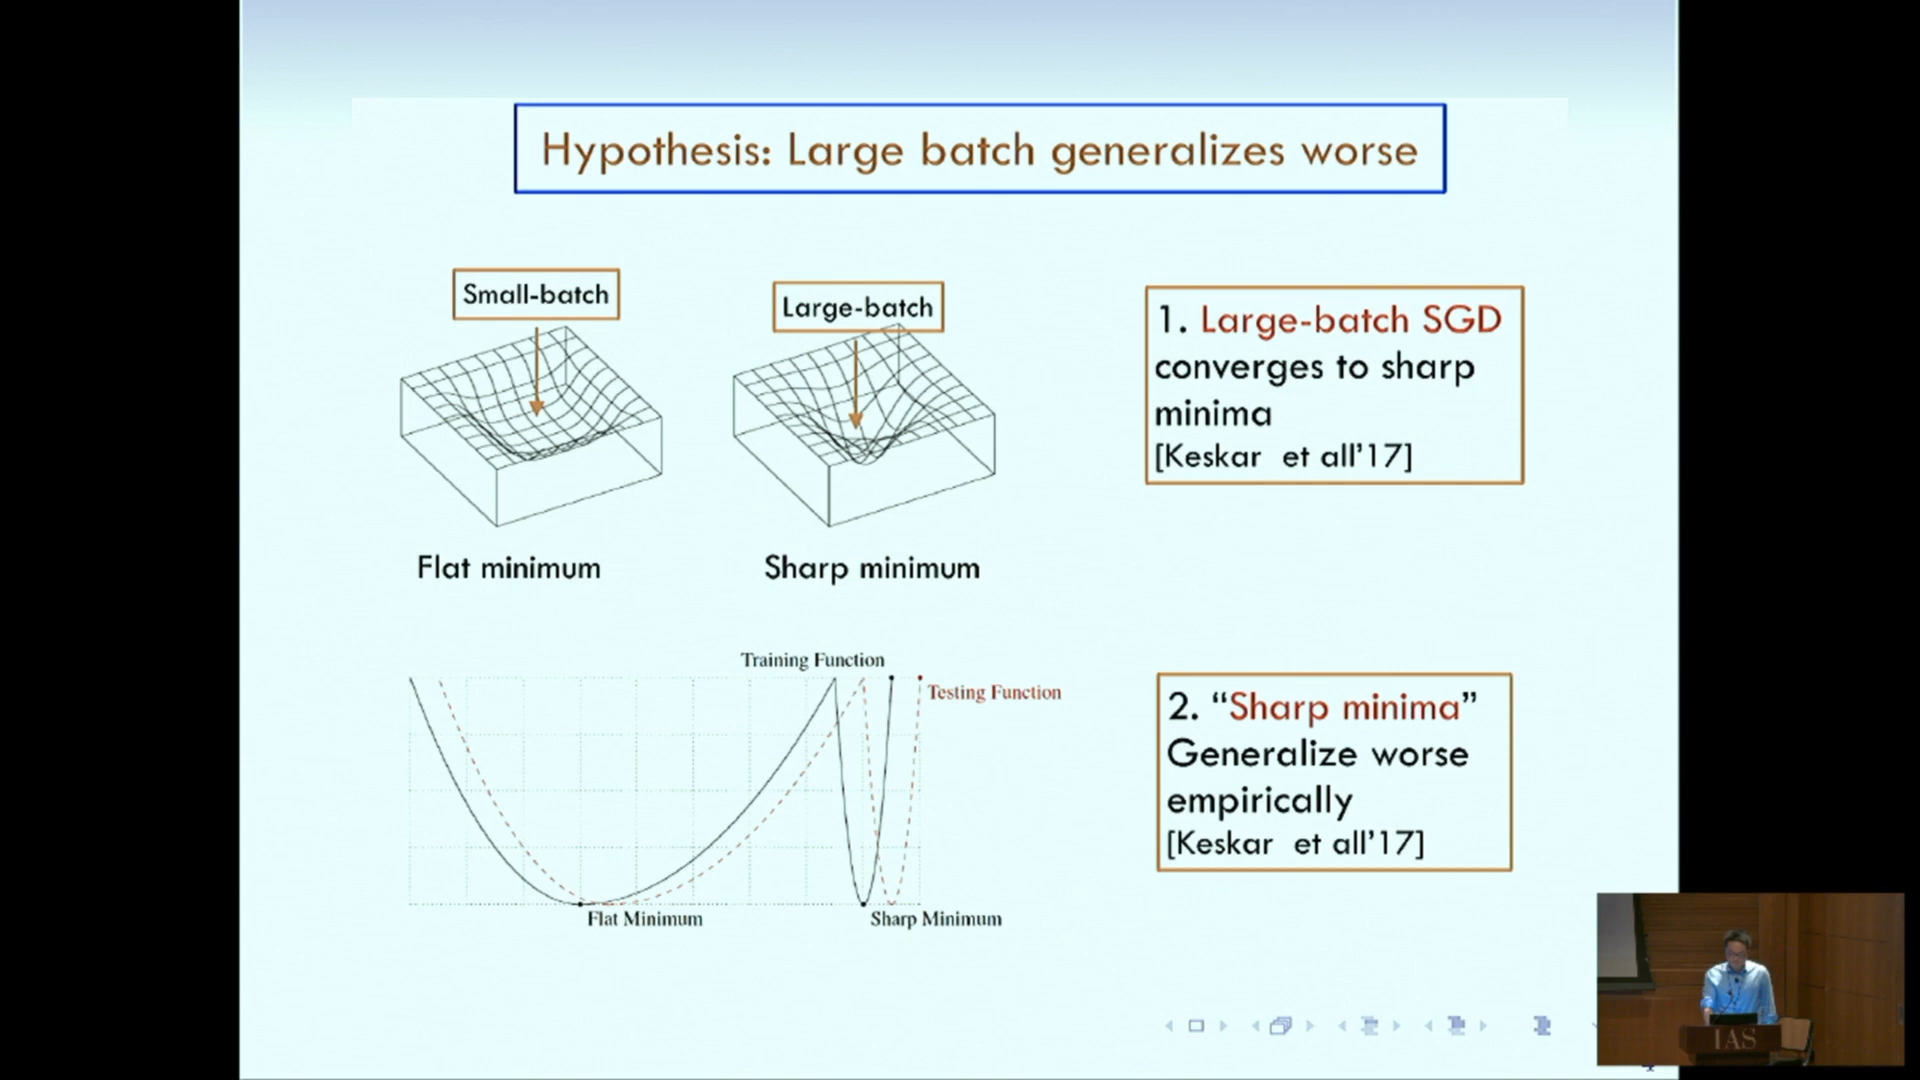 Hypothesis: Large batch generalizes worse
Small-batch
Large-batch
Flat minimum
Sharp minimum
1. Large-batch SGD
converges to sharp
minima
[Keskar et all'17]
Training Function
Testing Function
Flat Minimum
Sharp Minimum
2. “Sharp minima”
Generalize worse
empirically
[Keskar et all'17]
IAS